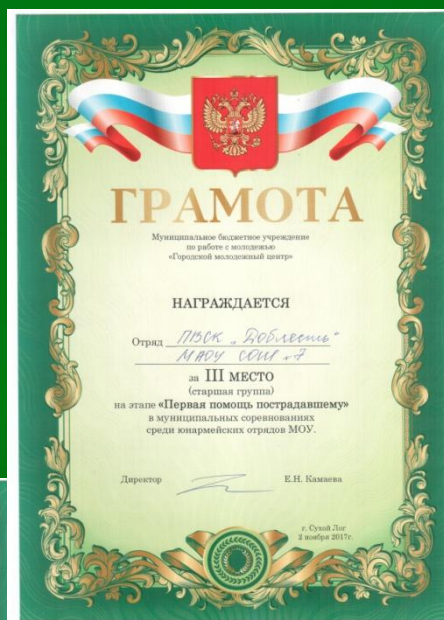 ГРАМОТА
Муниципальное бюджетное учреждение
по работе с молодежью
«Городской молодежный центр»
НАГРАЖДАЕТСЯ
Отряд ПВСК „Доблесть"
МАОУ СОШ №7
за III МЕСТО
(старшая группа)
на этапе «Первая помощь пострадавшему»
в муниципальных соревнованиях
среди юнармейских отрядов МОУ.
Директор Е.Н. Камаева
г. Сухой Лог
2 ноября 2017г.